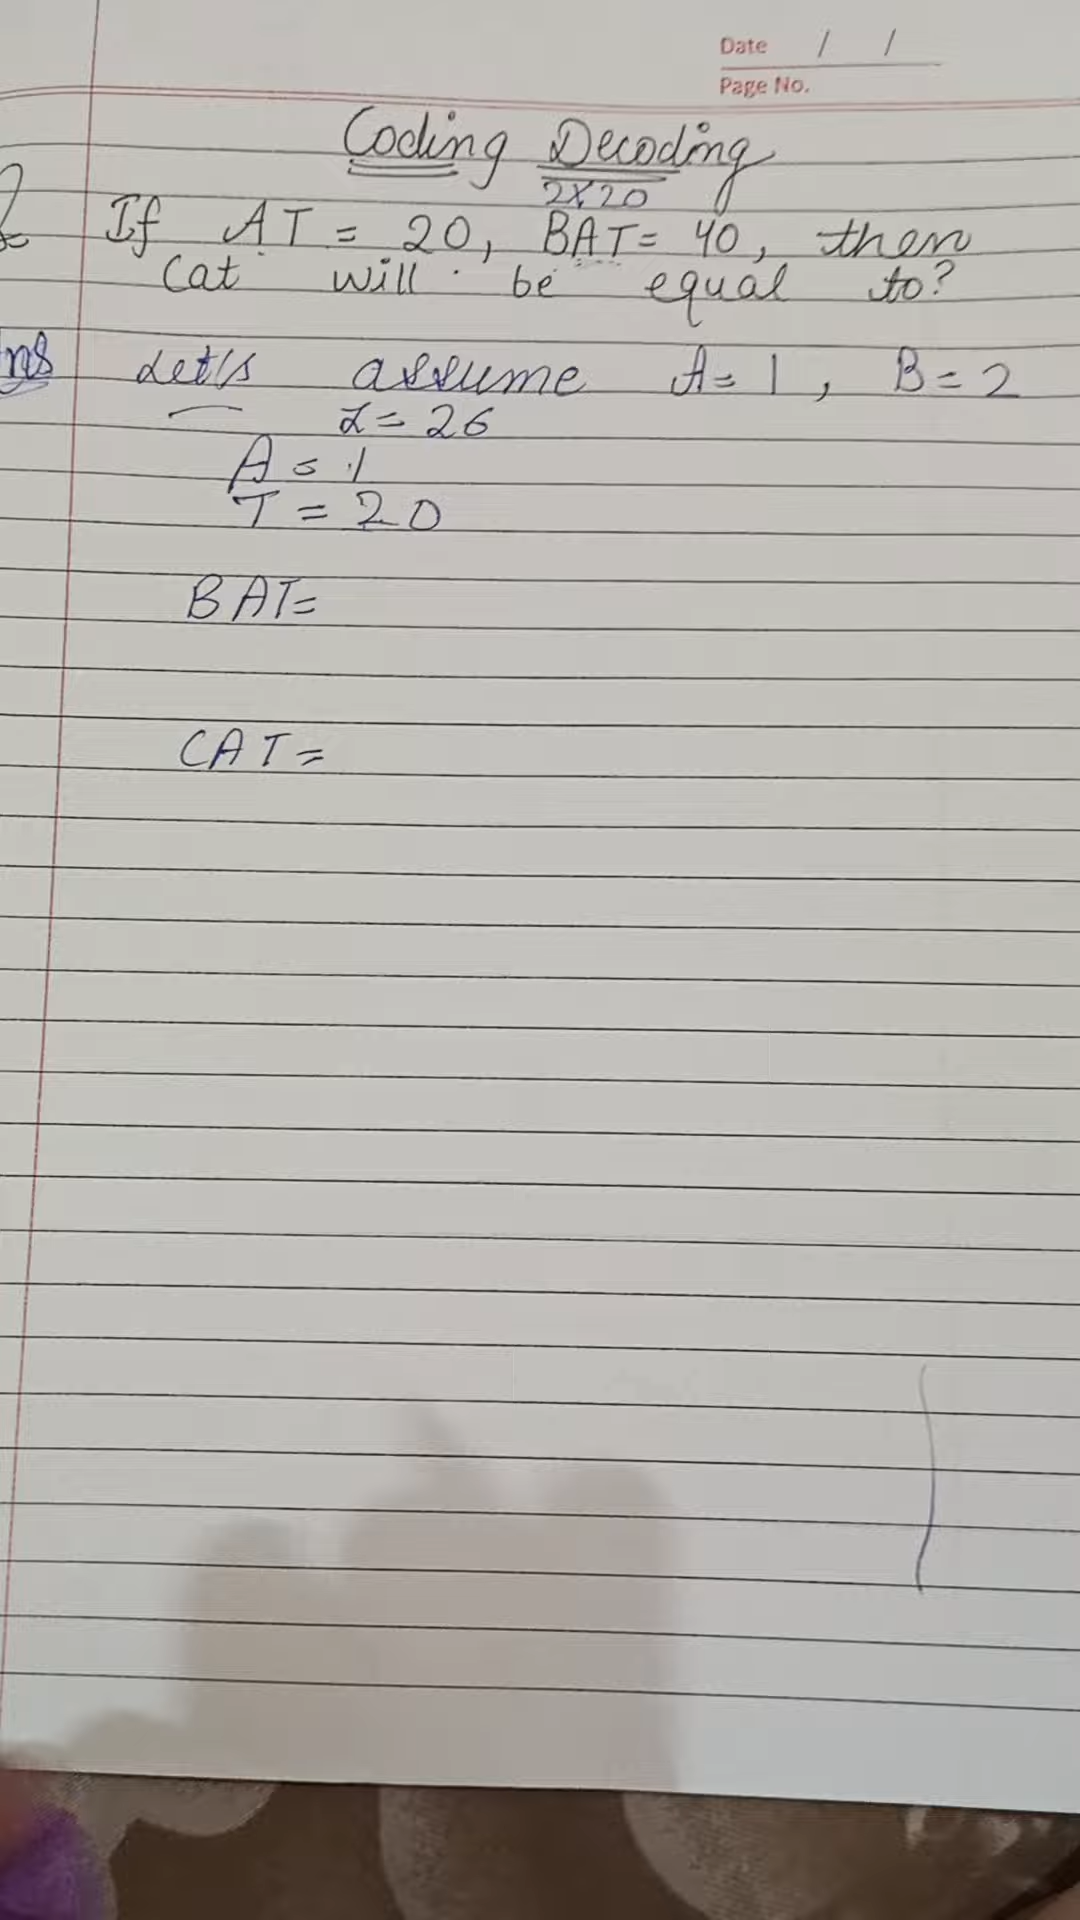 Date / /
Page No.
Coding Decoding
2x20
If AT = 20, BAT = 40, then
Cat will be equal to?
Ans Let's assume A = 1, B = 2
Z = 26
A = 1
T = 20
BAT =
CAT =